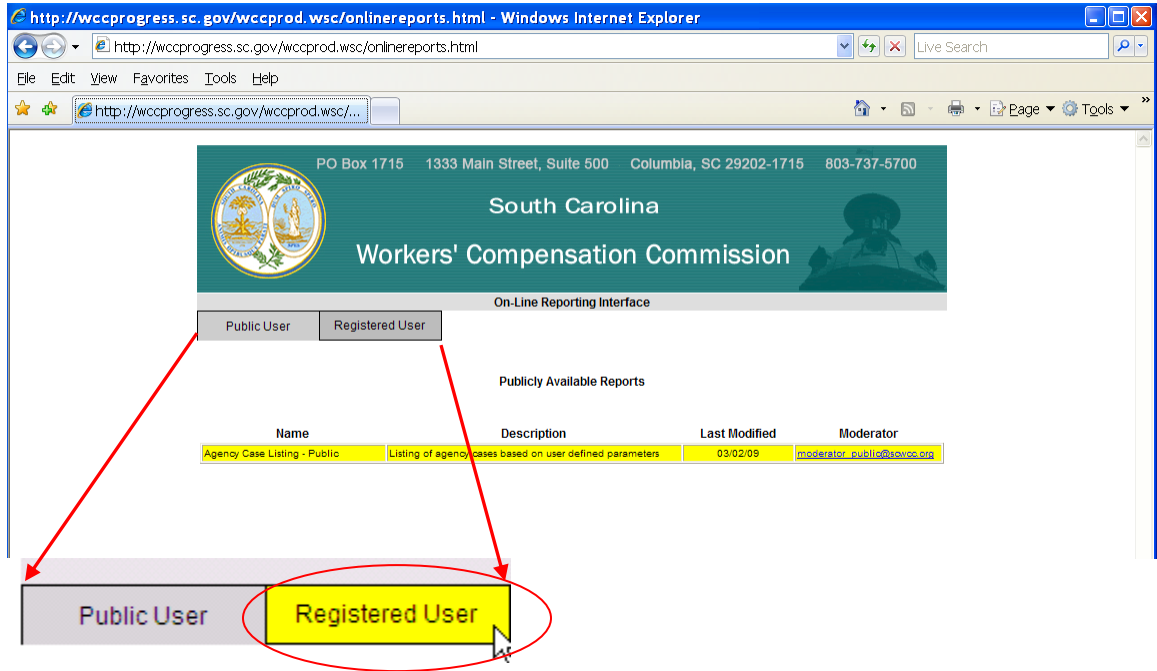 http://wccprogress.sc.gov/wccprod.wsc/onlinereports.html - Windows Internet Explorer
http://wccprogress.sc.gov/wccprod.wsc/onlinereports.html
Live Search
File Edit View Favorites Tools Help
http://wccprogress.sc.gov/wccprod.wsc/...
Page Tools »
PO Box 1715 1333 Main Street, Suite 500 Columbia, SC 29202-1715 803-737-5700
South Carolina
Workers' Compensation Commission
On-Line Reporting Interface
Public User Registered User
Publicly Available Reports
Name Description Last Modified Moderator
Agency Case Listing - Public Listing of agency cases based on user defined parameters 03/02/09 moderator_public@scwcc.org
Public User Registered User